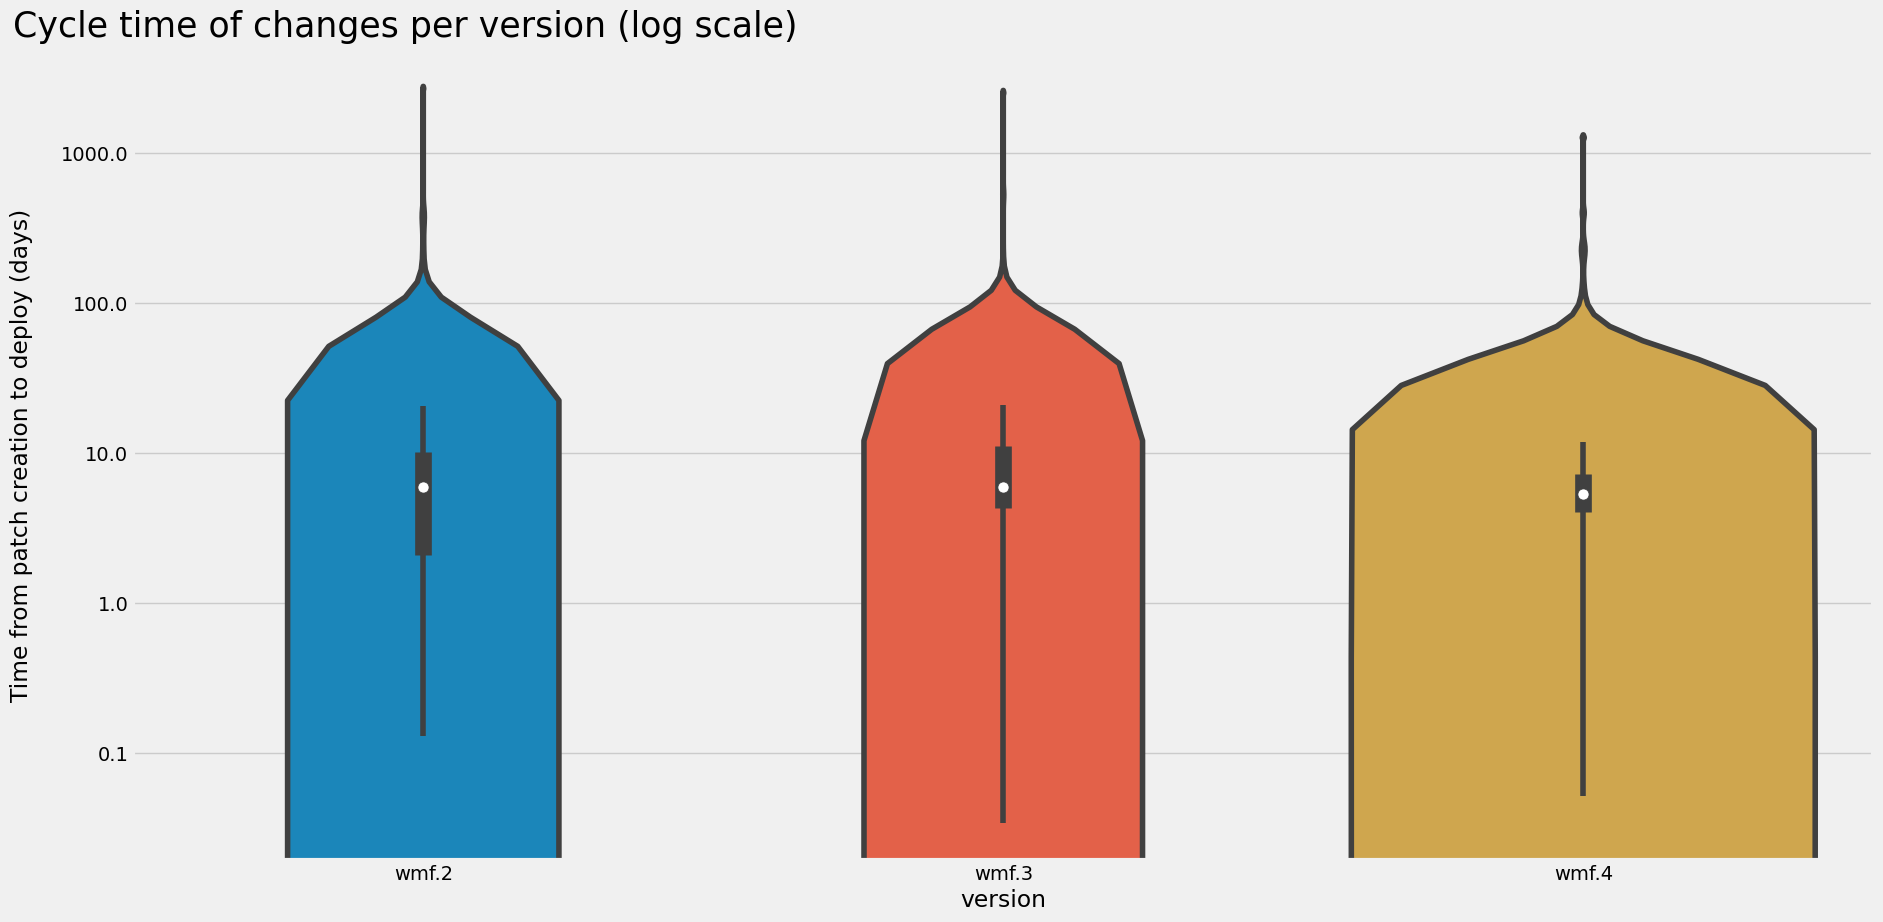 Cycle time of changes per version (log scale)
Time from patch creation to deploy (days)
1000.0
100.0
10.0
1.0
0.1
wmf.2
wmf.3
wmf.4
version